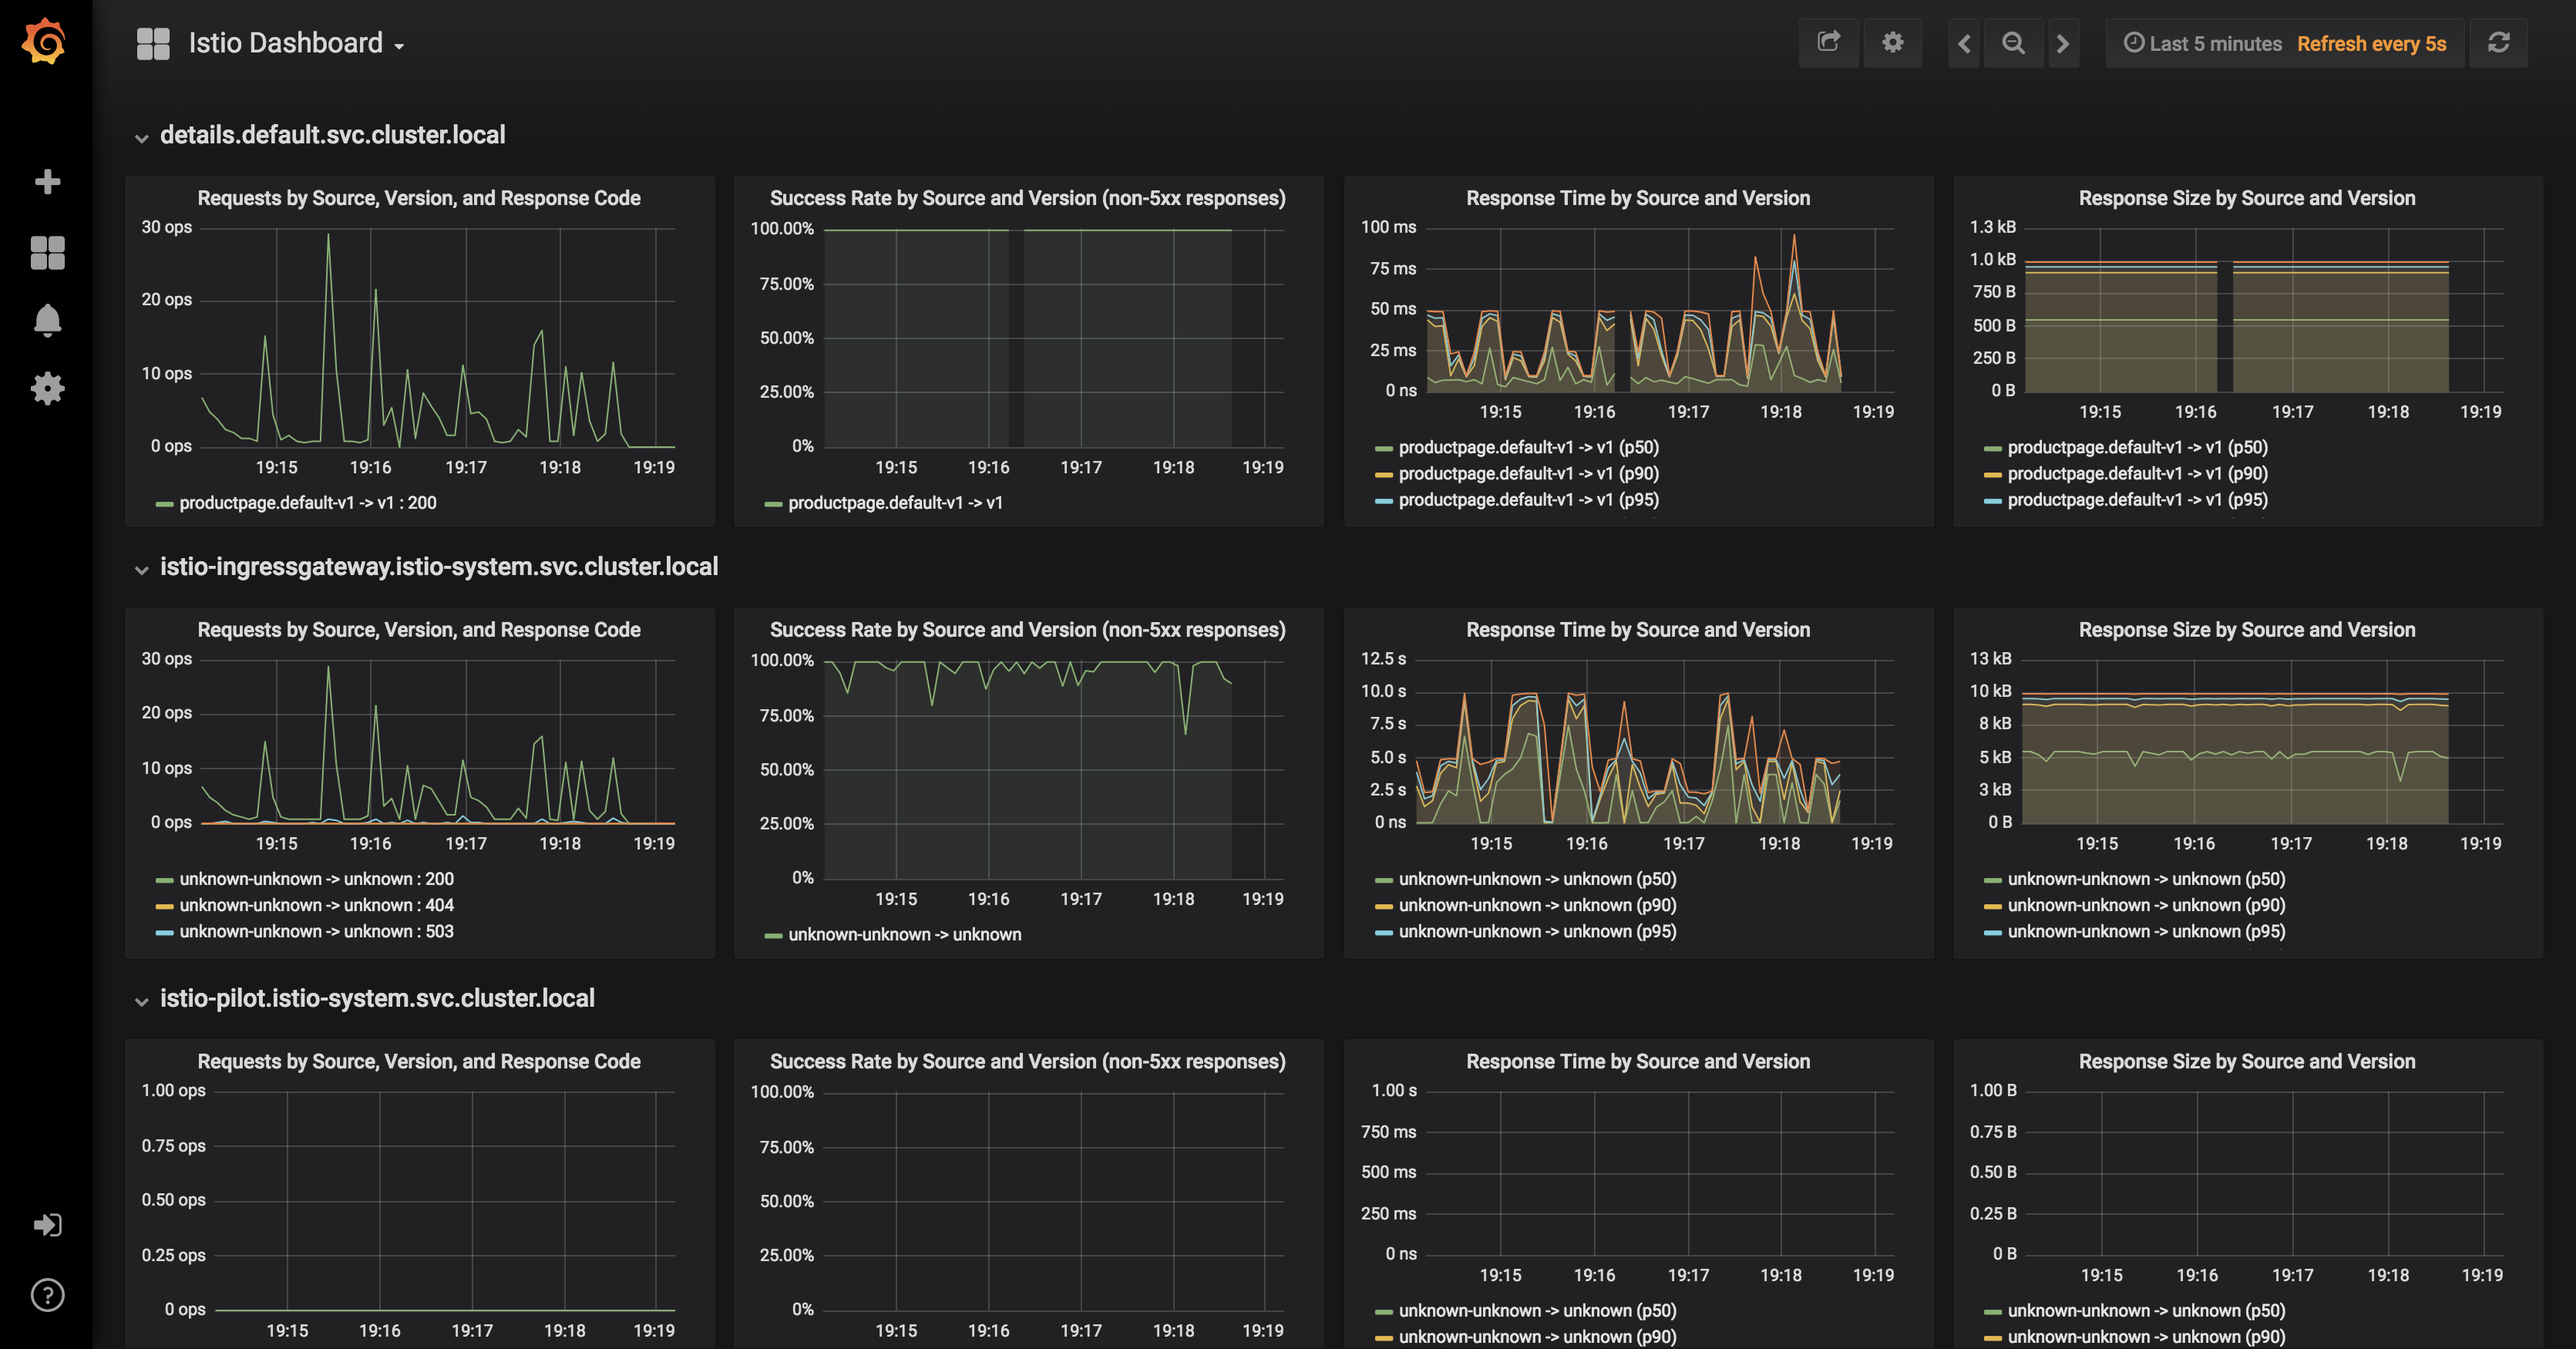 Istio Dashboard
Last 5 minutes Refresh every 5s
details.default.svc.cluster.local
Requests by Source, Version, and Response Code
30 ops
20 ops
10 ops
0 ops
19:15 19:16 19:17 19:18 19:19
productpage.default-v1 -> v1 : 200
Success Rate by Source and Version (non-5xx responses)
100.00%
75.00%
50.00%
25.00%
0%
19:15 19:16 19:17 19:18 19:19
productpage.default-v1 -> v1
Response Time by Source and Version
100 ms
75 ms
50 ms
25 ms
0 ns
19:15 19:16 19:17 19:18 19:19
productpage.default-v1 -> v1 (p50)
productpage.default-v1 -> v1 (p90)
productpage.default-v1 -> v1 (p95)
Response Size by Source and Version
1.3 kB
1.0 kB
750 B
500 B
250 B
0 B
19:15 19:16 19:17 19:18 19:19
productpage.default-v1 -> v1 (p50)
productpage.default-v1 -> v1 (p90)
productpage.default-v1 -> v1 (p95)
istio-ingressgateway.istio-system.svc.cluster.local
Requests by Source, Version, and Response Code
30 ops
20 ops
10 ops
0 ops
19:15 19:16 19:17 19:18 19:19
unknown-unknown -> unknown : 200
unknown-unknown -> unknown : 404
unknown-unknown -> unknown : 503
Success Rate by Source and Version (non-5xx responses)
100.00%
75.00%
50.00%
25.00%
0%
19:15 19:16 19:17 19:18 19:19
unknown-unknown -> unknown
Response Time by Source and Version
12.5 s
10.0 s
7.5 s
5.0 s
2.5 s
0 ns
19:15 19:16 19:17 19:18 19:19
unknown-unknown -> unknown (p50)
unknown-unknown -> unknown (p90)
unknown-unknown -> unknown (p95)
Response Size by Source and Version
13 kB
10 kB
8 kB
5 kB
3 kB
0 B
19:15 19:16 19:17 19:18 19:19
unknown-unknown -> unknown (p50)
unknown-unknown -> unknown (p90)
unknown-unknown -> unknown (p95)
istio-pilot.istio-system.svc.cluster.local
Requests by Source, Version, and Response Code
1.00 ops
0.75 ops
0.50 ops
0.25 ops
0 ops
19:15 19:16 19:17 19:18 19:19
Success Rate by Source and Version (non-5xx responses)
100.00%
75.00%
50.00%
25.00%
0%
19:15 19:16 19:17 19:18 19:19
Response Time by Source and Version
1.00 s
750 ms
500 ms
250 ms
0 ns
19:15 19:16 19:17 19:18 19:19
unknown-unknown -> unknown (p50)
unknown-unknown -> unknown (p90)
Response Size by Source and Version
1.00 B
0.75 B
0.50 B
0.25 B
0 B
19:15 19:16 19:17 19:18 19:19
unknown-unknown -> unknown (p50)
unknown-unknown -> unknown (p90)